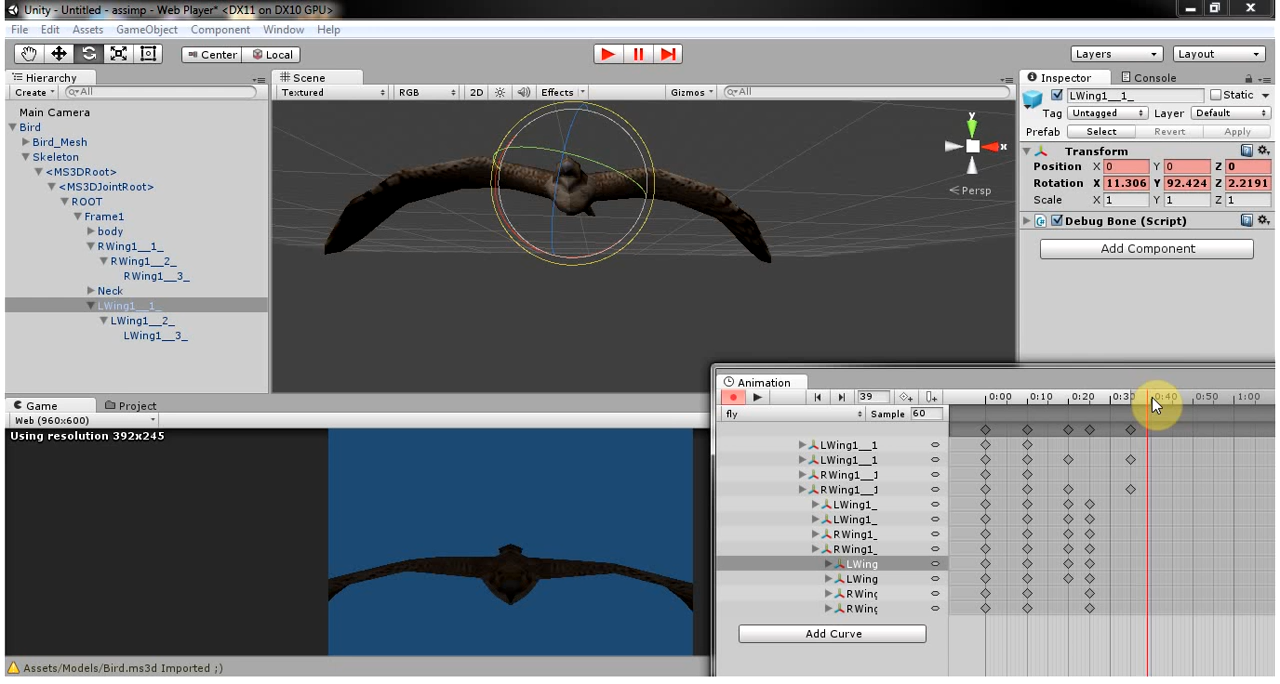 Unity - Untitled - assimp - Web Player* <DX11 on DX10 GPU>
File Edit Assets GameObject Component Window Help
Center Local Layers Layout
Hierarchy
Create All
Main Camera
Bird
Bird_Mesh
Skeleton
<MS3DRoot>
<MS3DJointRoot>
ROOT
Frame1
body
RWing1__1_
RWing1__2_
RWing1__3_
Neck
LWing1__1_
LWing1__2_
LWing1__3_
Scene
Textured RGB 2D Effects Gizmos All
y
x
Persp
Inspector Console
LWing1__1_ Static
Tag Untagged Layer Default
Prefab Select Revert Apply
Transform
Position X 0 Y 0 Z 0
Rotation X 11.306 Y 92.424 Z 2.2191
Scale X 1 Y 1 Z 1
Debug Bone (Script)
Add Component
Game Project
Web (960x600)
Using resolution 392x245
Animation
39 0:00 0:10 0:20 0:30 0:40 0:50 1:00
fly Sample 60
LWing1__1
LWing1__1
RWing1__1
RWing1__1
LWing1_
LWing1_
RWing1_
RWing1_
LWing
LWing
RWing
RWing
Add Curve
Assets/Models/Bird.ms3d Imported ;)